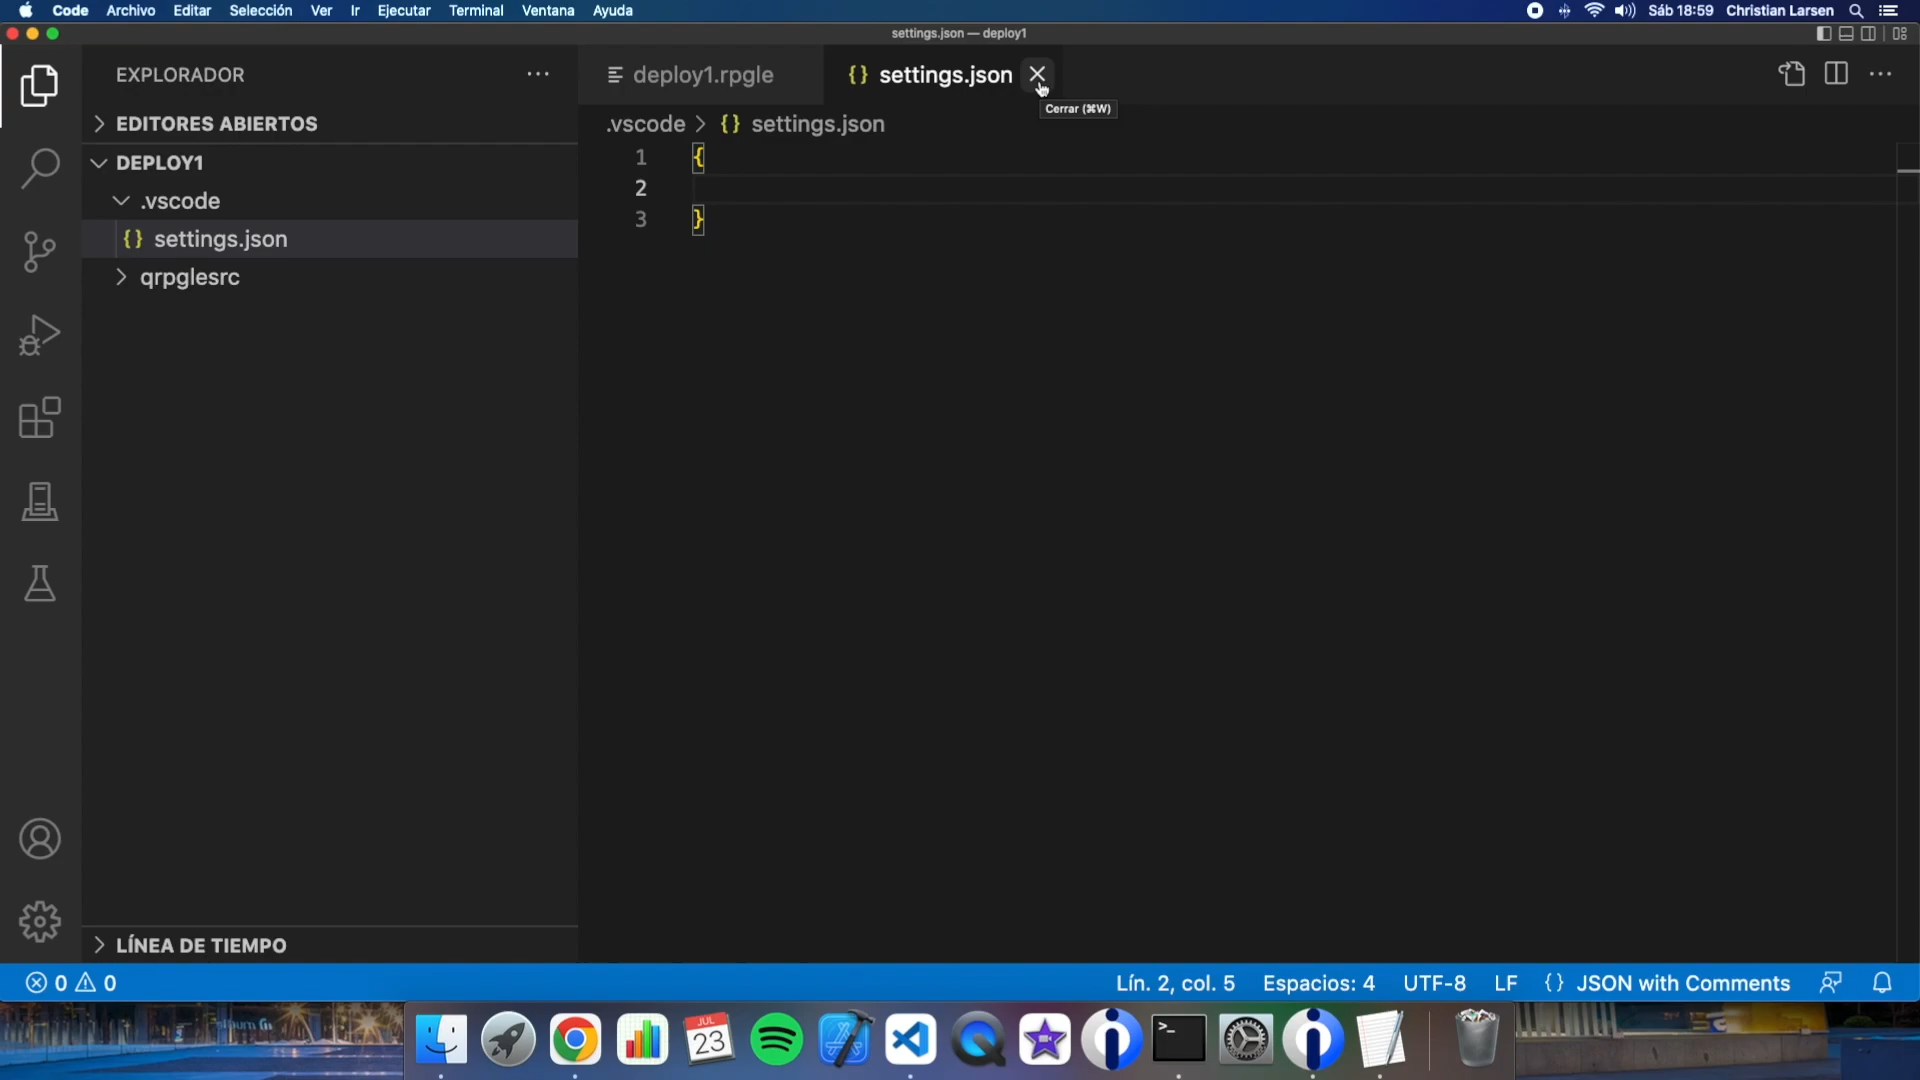 Code Archivo Editar Selección Ver Ir Ejecutar Terminal Ventana Ayuda
Sáb 18:59 Christian Larsen
settings.json — deploy1
EXPLORADOR
EDITORES ABIERTOS
DEPLOY1
.vscode
{} settings.json
qrpglesrc
LÍNEA DE TIEMPO
deploy1.rpgle
{} settings.json
Cerrar (⌘W)
.vscode > {} settings.json
1 {
2
3 }
0 0
Lín. 2, col. 5 Espacios: 4 UTF-8 LF {} JSON with Comments
JUL
23
>_